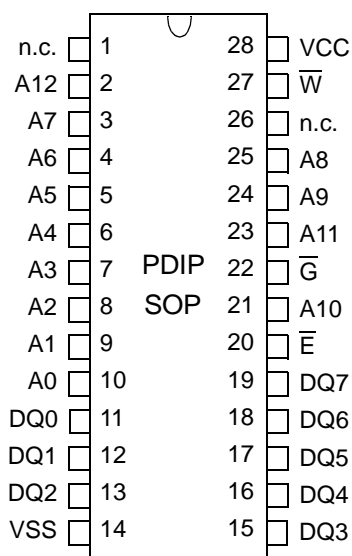 n.c. 1 28 VCC
A12 2 27 W̅
A7 3 26 n.c.
A6 4 25 A8
A5 5 24 A9
A4 6 23 A11
A3 7 PDIP 22 G̅
A2 8 SOP 21 A10
A1 9 20 E̅
A0 10 19 DQ7
DQ0 11 18 DQ6
DQ1 12 17 DQ5
DQ2 13 16 DQ4
VSS 14 15 DQ3